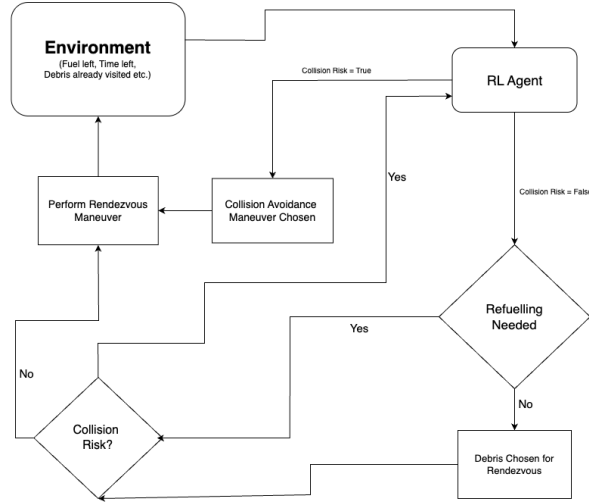 Environment
(Fuel left, Time left,
Debris already visited etc.)
RL Agent
Collision Risk = True
Yes
Perform Rendezvous
Maneuver
Collision Avoidance
Maneuver Chosen
Collision Risk = False
Refuelling
Needed
Yes
No
No
Collision
Risk?
Debris Chosen for
Rendezvous